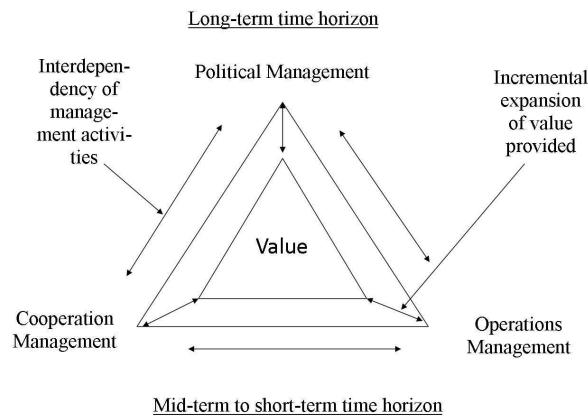 Long-term time horizon
Interdepen-
dency of
manage-
ment activi-
ties
Political Management
Incremental
expansion
of value
provided
Value
Cooperation
Management
Operations
Management
Mid-term to short-term time horizon